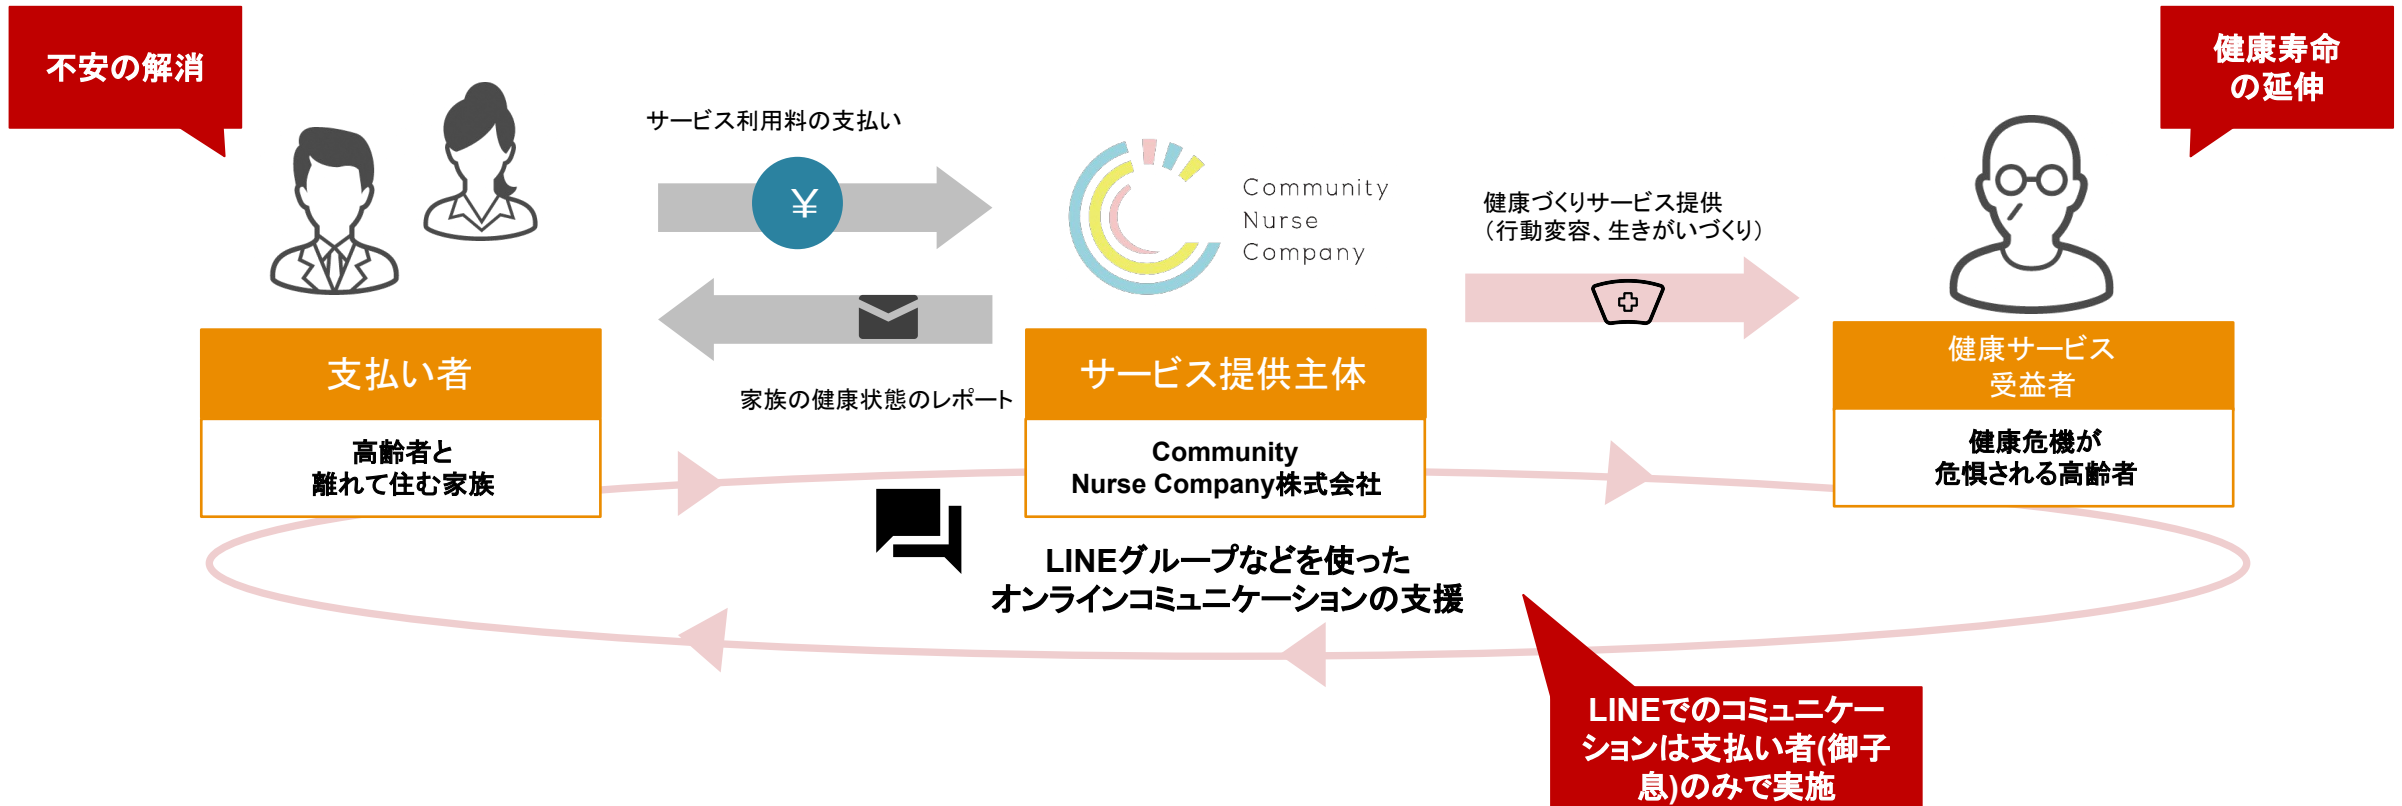 不安の解消
健康寿命
の延伸
サービス利用料の支払い
¥
Community
Nurse
Company
健康づくりサービス提供
（行動変容、生きがいづくり）
家族の健康状態のレポート
支払い者
高齢者と
離れて住む家族
サービス提供主体
Community
Nurse Company株式会社
健康サービス
受益者
健康危機が
危惧される高齢者
LINEグループなどを使った
オンラインコミュニケーションの支援
LINEでのコミュニケー
ションは支払い者(御子
息)のみで実施